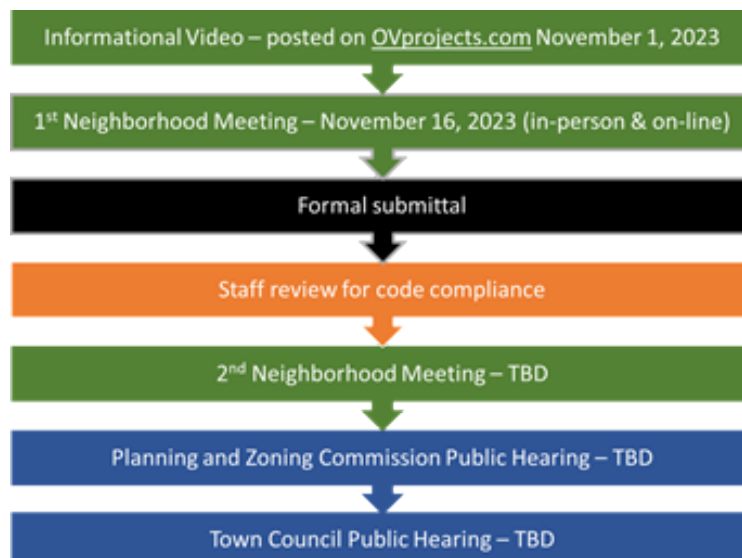 Informational Video – posted on OVprojects.com November 1, 2023
1st Neighborhood Meeting – November 16, 2023 (in-person & on-line)
Formal submittal
Staff review for code compliance
2nd Neighborhood Meeting – TBD
Planning and Zoning Commission Public Hearing – TBD
Town Council Public Hearing – TBD